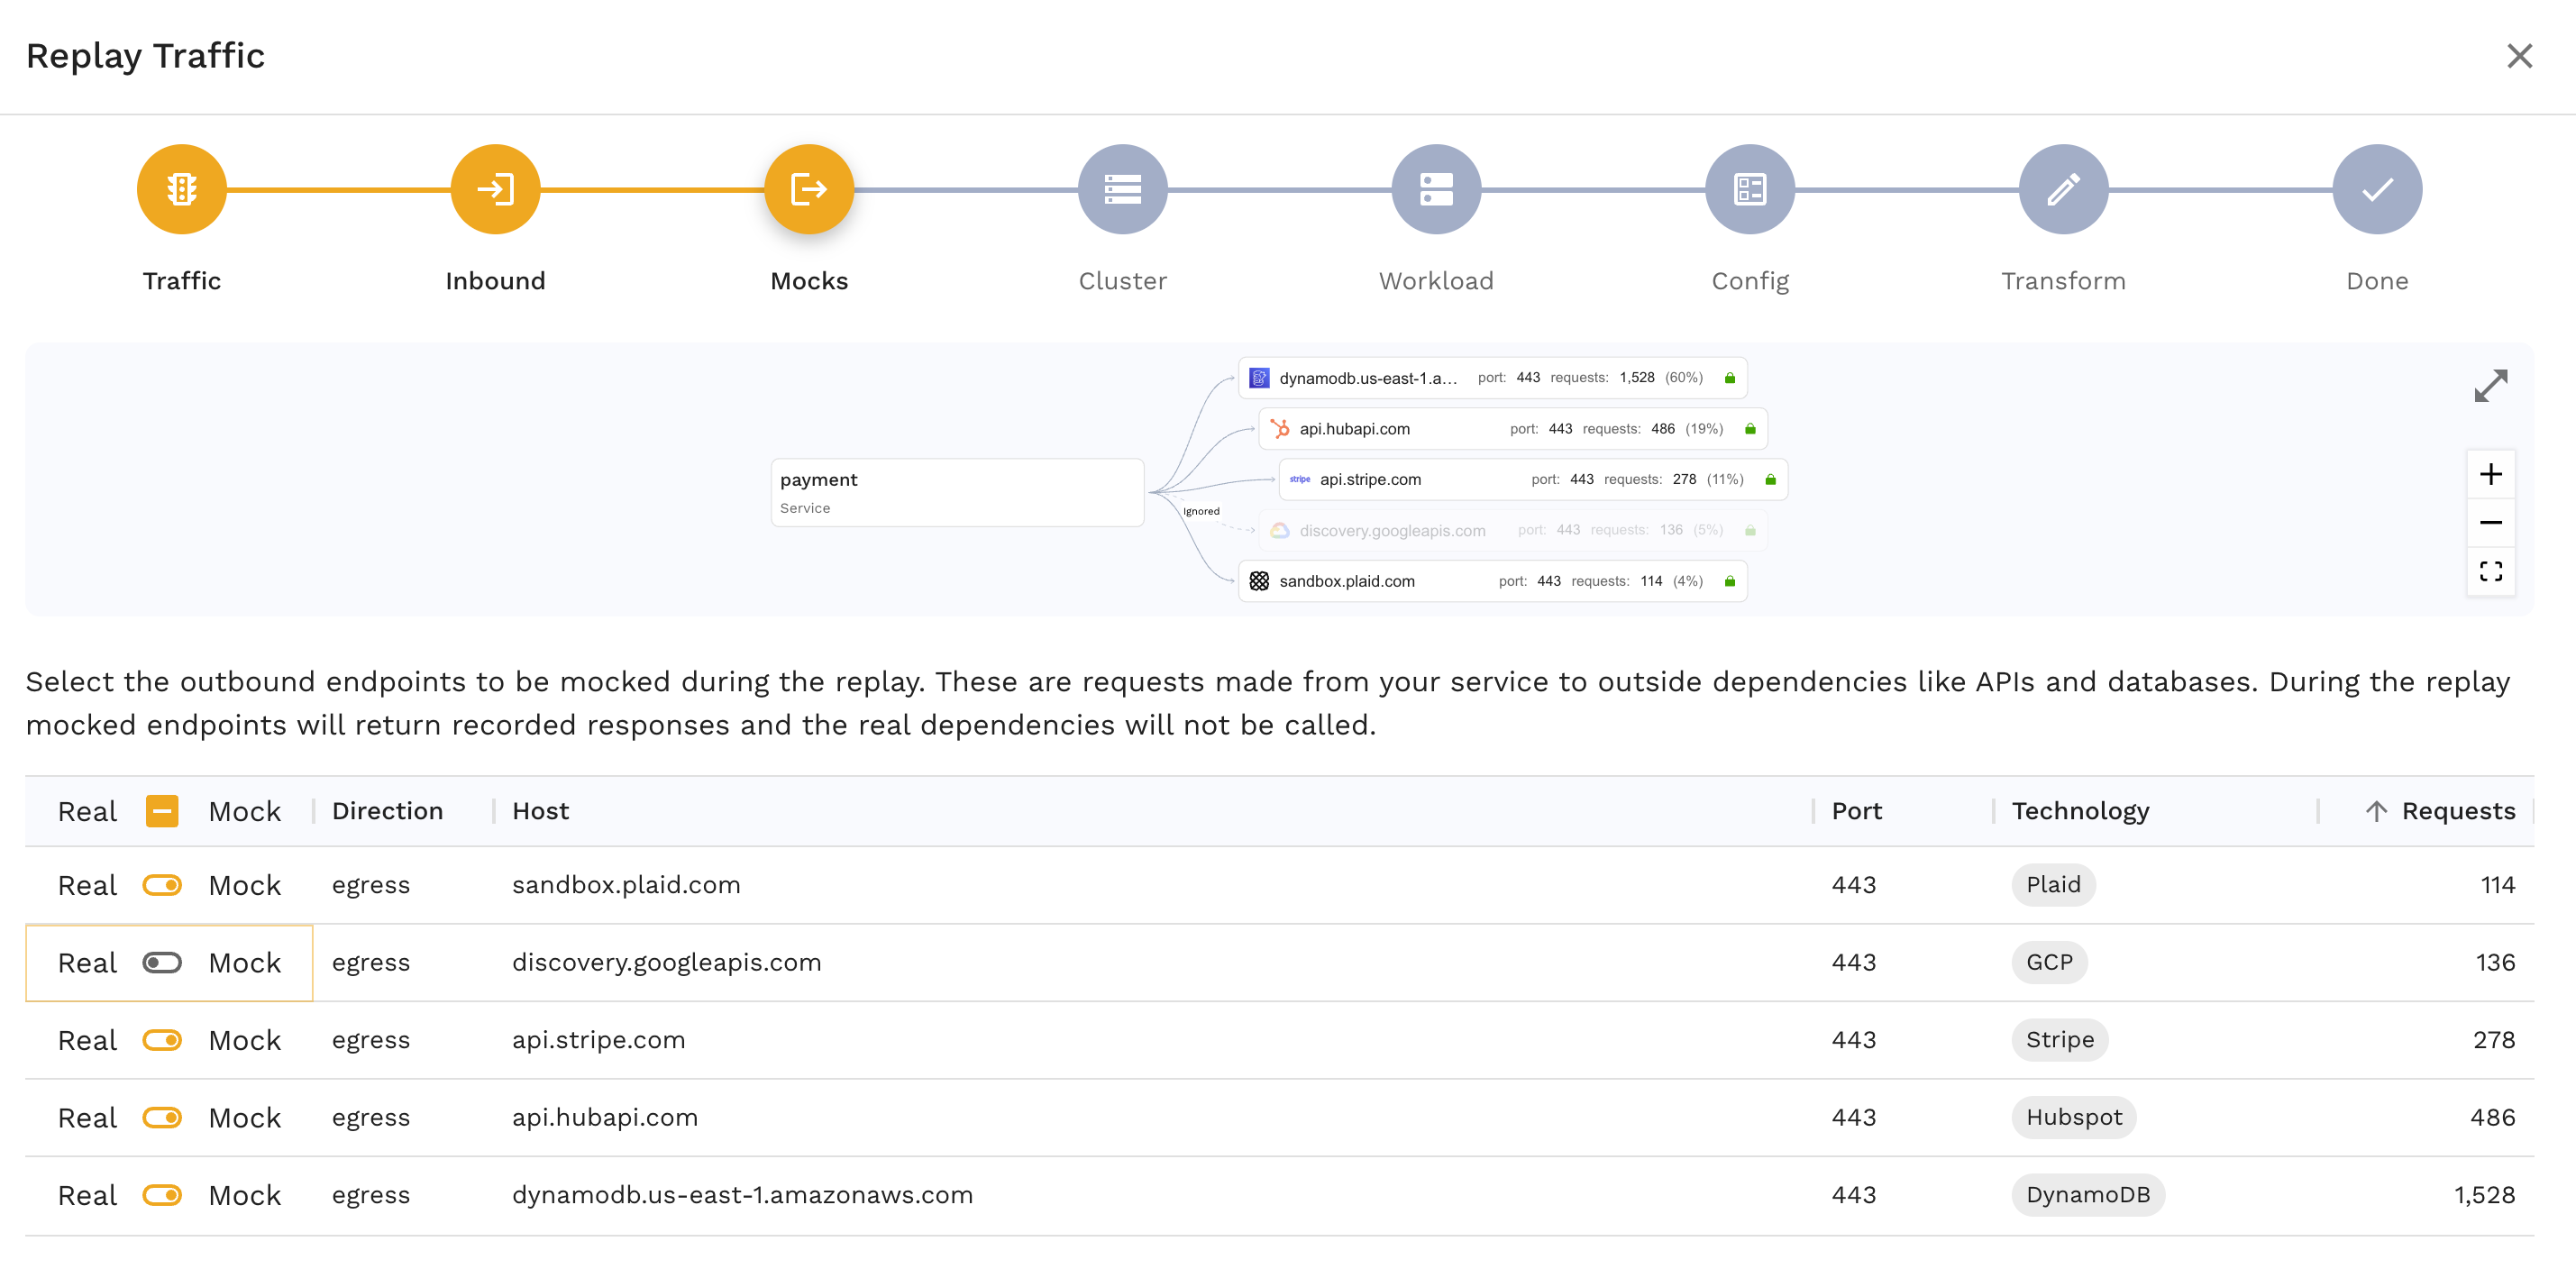 Replay Traffic
Traffic Inbound Mocks Cluster Workload Config Transform Done
dynamodb.us-east-1.a... port: 443 requests: 1,528 (60%)
api.hubapi.com port: 443 requests: 486 (19%)
payment
Service
stripe api.stripe.com port: 443 requests: 278 (11%)
Ignored
discovery.googleapis.com port: 443 requests: 136 (5%)
sandbox.plaid.com port: 443 requests: 114 (4%)
Select the outbound endpoints to be mocked during the replay. These are requests made from your service to outside dependencies like APIs and databases. During the replay
mocked endpoints will return recorded responses and the real dependencies will not be called.
Real Mock Direction Host Port Technology Requests
Real Mock egress sandbox.plaid.com 443 Plaid 114
Real Mock egress discovery.googleapis.com 443 GCP 136
Real Mock egress api.stripe.com 443 Stripe 278
Real Mock egress api.hubapi.com 443 Hubspot 486
Real Mock egress dynamodb.us-east-1.amazonaws.com 443 DynamoDB 1,528